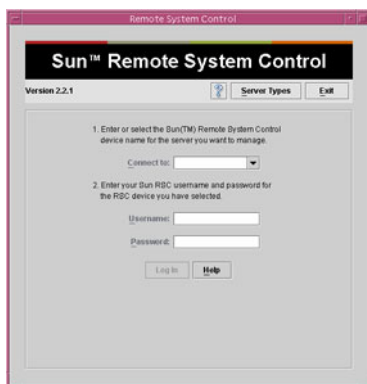 Remote System Control
Sun™ Remote System Control
Version 2.2.1
? Server Types Exit
1. Enter or select the Sun(TM) Remote System Control
device name for the server you want to manage.
Connect to:
2. Enter your Sun RSC username and password for
the RSC device you have selected.
Username:
Password:
Log In Help